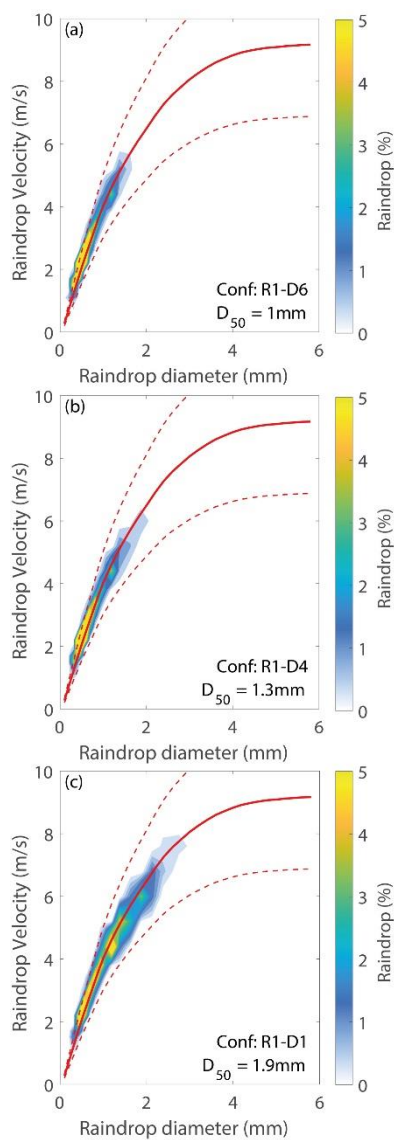 (a)
10
8
6
4
2
0
Raindrop Velocity (m/s)
0 2 4 6
Raindrop diameter (mm)
Conf: R1-D6
D50 = 1mm
5
4
3
2
1
0
Raindrop (%)
(b)
10
8
6
4
2
0
Raindrop Velocity (m/s)
0 2 4 6
Raindrop diameter (mm)
Conf: R1-D4
D50 = 1.3mm
5
4
3
2
1
0
Raindrop (%)
(c)
10
8
6
4
2
0
Raindrop Velocity (m/s)
0 2 4 6
Raindrop diameter (mm)
Conf: R1-D1
D50 = 1.9mm
5
4
3
2
1
0
Raindrop (%)